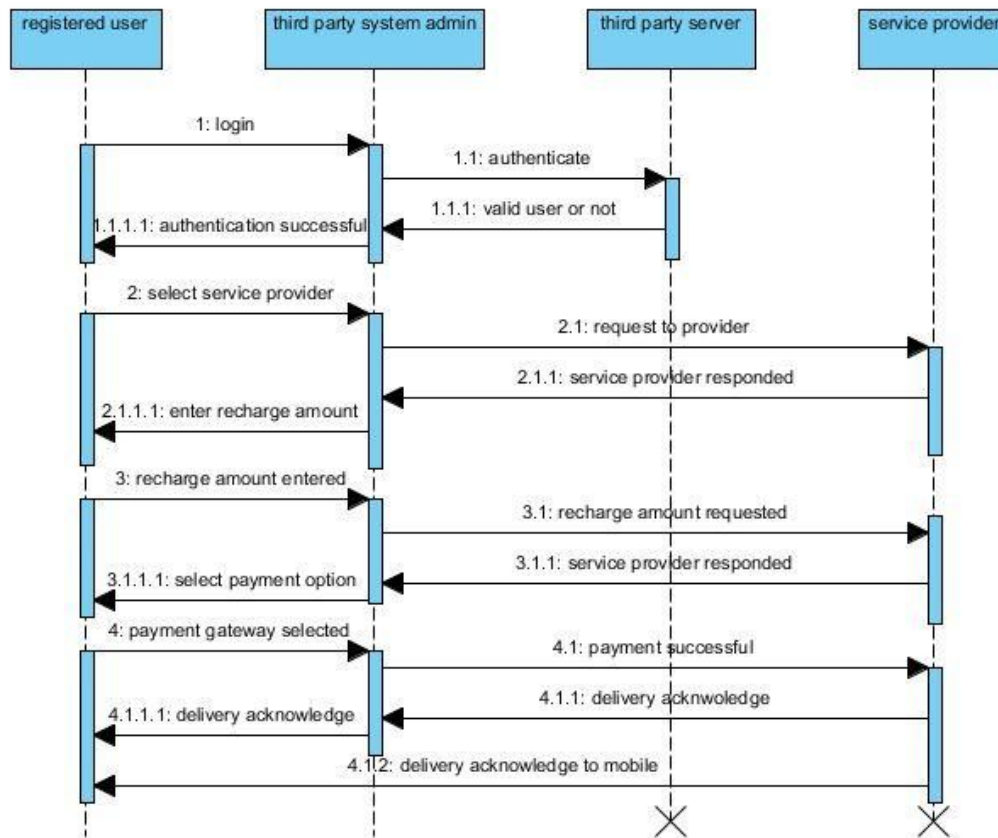 registered user
third party system admin
third party server
service provider
1: login
1.1: authenticate
1.1.1: valid user or not
1.1.1.1: authentication successful
2: select service provider
2.1: request to provider
2.1.1: service provider responded
2.1.1.1: enter recharge amount
3: recharge amount entered
3.1: recharge amount requested
3.1.1: service provider responded
3.1.1.1: select payment option
4: payment gateway selected
4.1: payment successful
4.1.1: delivery acknwoledge
4.1.1.1: delivery acknowledge
4.1.2: delivery acknowledge to mobile